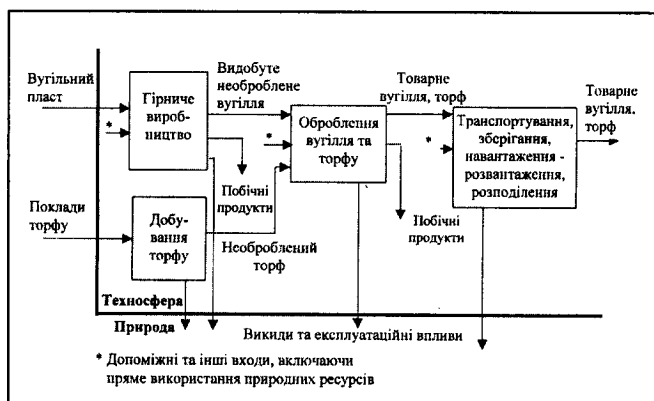 Вугільний
пласт
*
Гірниче
вироб-
ництво
Видобуте
необроблене
вугілля
Побічні
продукти
Поклади
торфу
Добу-
вання
торфу
Необроблений
торф
*
Оброблення
вугілля та
торфу
Товарне
вугілля, торф
Побічні
продукти
*
Транспортування,
зберігання,
навантаження -
розвантаження,
розподілення
Товарне
вугілля,
торф
Техносфера
Природа
Викиди та експлуатаційні впливи
* Допоміжні та інші входи, включаючи
пряме використання природних ресурсів